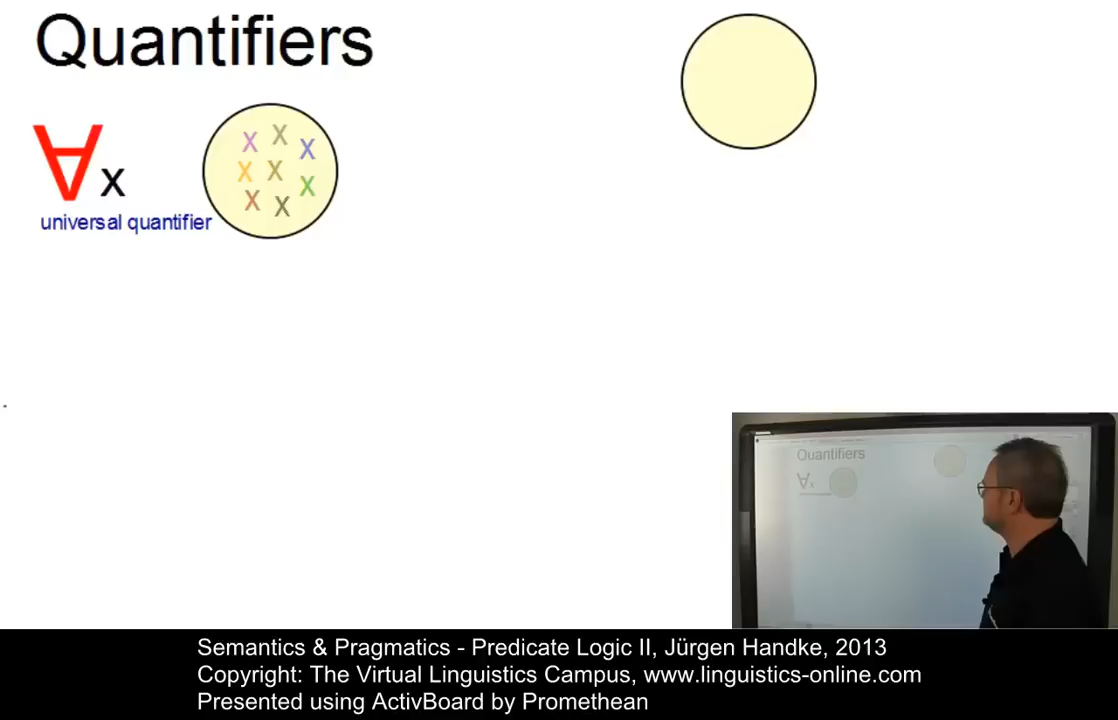 Quantifiers
∀x
universal quantifier
X X X
X X X
X X
Quantifiers
∀x
Semantics & Pragmatics - Predicate Logic II, Jürgen Handke, 2013
Copyright: The Virtual Linguistics Campus, www.linguistics-online.com
Presented using ActivBoard by Promethean